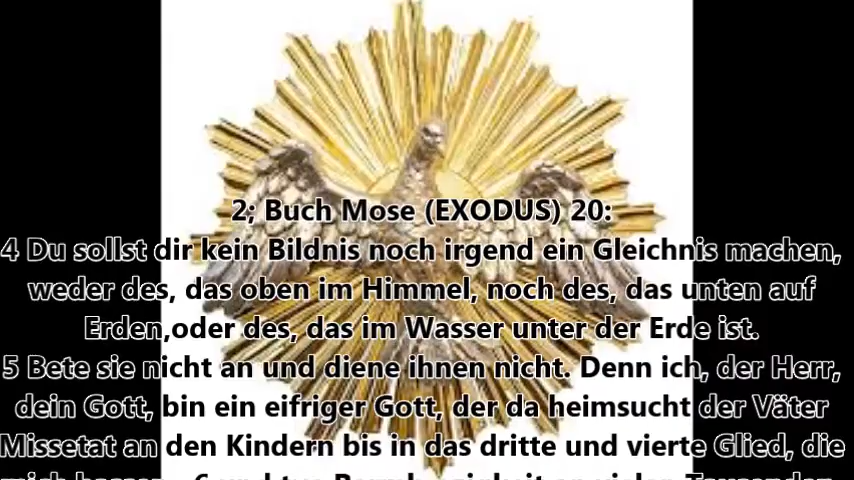 2; Buch Mose (EXODUS) 20:
4 Du sollst dir kein Bildnis noch irgend ein Gleichnis machen,
weder des, das oben im Himmel, noch des, das unten auf
Erden,oder des, das im Wasser unter der Erde ist.
5 Bete sie nicht an und diene ihnen nicht. Denn ich, der Herr,
dein Gott, bin ein eifriger Gott, der da heimsucht der Väter
Missetat an den Kindern bis in das dritte und vierte Glied, die